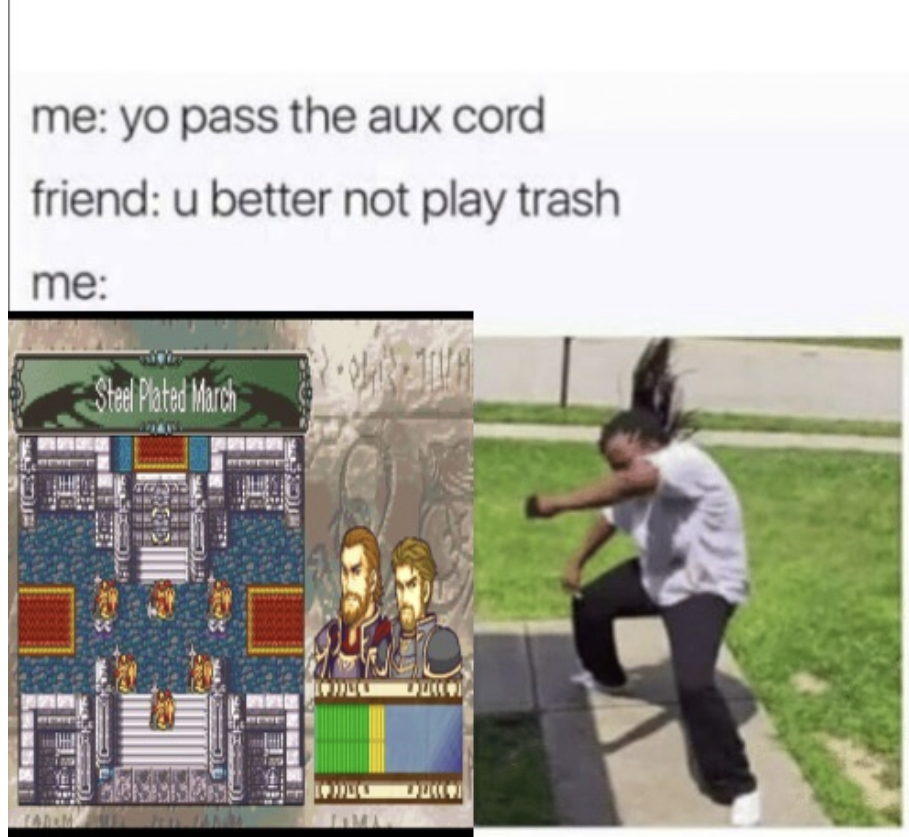 me: yo pass the aux cord
friend: u better not play trash
me:
Steel Plated March